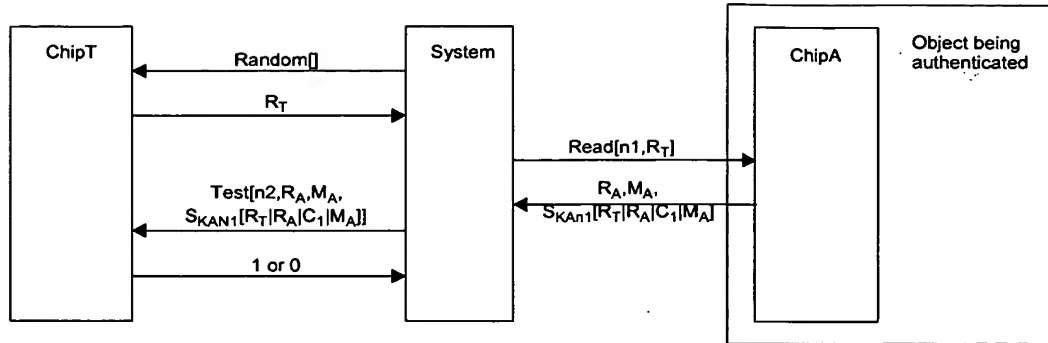 ChipT
System
ChipA
Object being
authenticated
Random[]
R_T
Read[n1,R_T]
R_A,M_A,
S_KAn1[R_T|R_A|C_1|M_A]
Test[n2,R_A,M_A,
S_KAN1[R_T|R_A|C_1|M_A]]
1 or 0